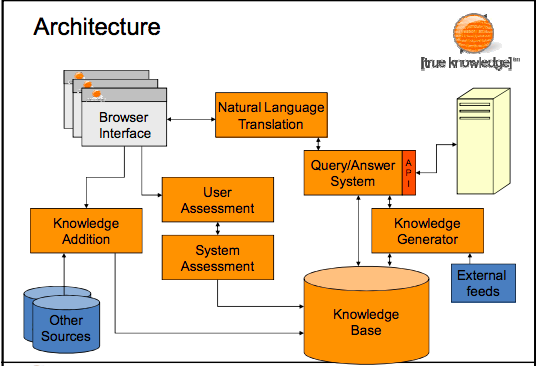 Architecture
[true knowledge]™
Browser
Interface
Natural Language
Translation
Query/Answer
System
A
P
I
User
Assessment
Knowledge
Addition
Knowledge
Generator
System
Assessment
External
feeds
Other
Sources
Knowledge
Base